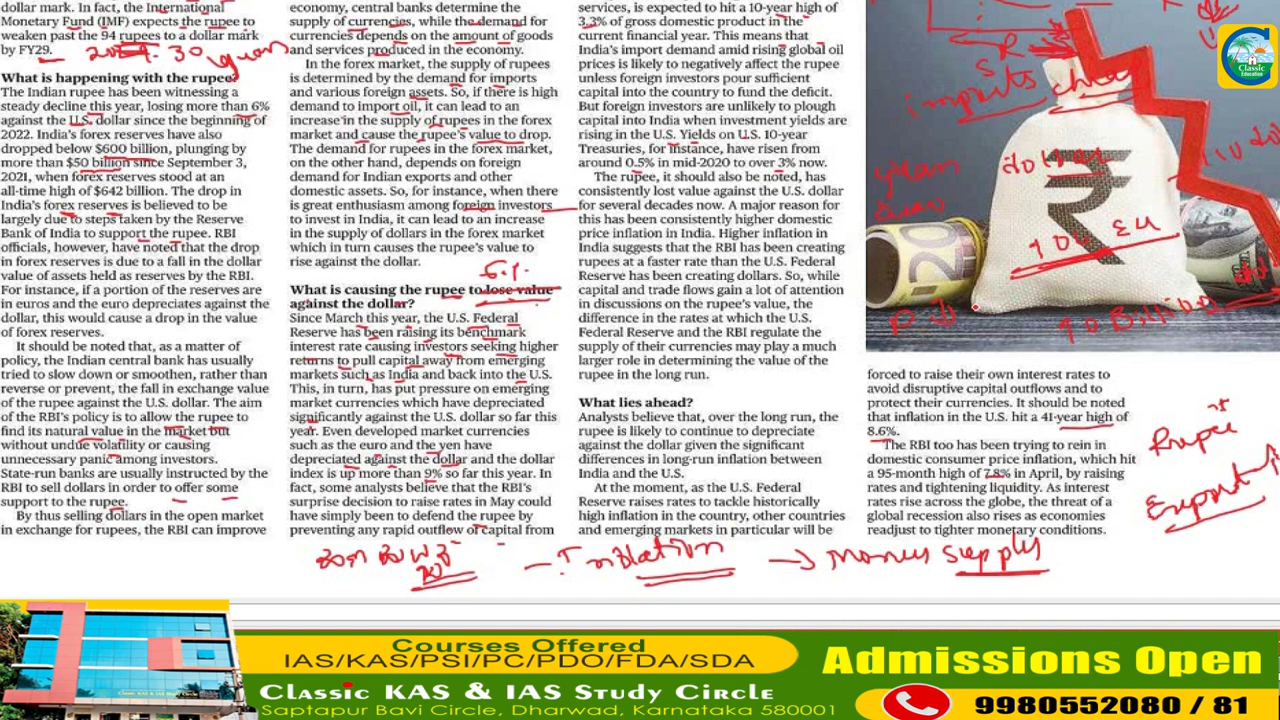 dollar mark. In fact, the International
Monetary Fund (IMF) expects the rupee to
weaken past the 94 rupees to a dollar mark
by FY29.
What is happening with the rupee?
The Indian rupee has been witnessing a
steady decline this year, losing more than 6%
against the U.S. dollar since the beginning of
2022. India's forex reserves have also
dropped below $600 billion, plunging by
more than $50 billion since September 3,
2021, when forex reserves stood at an
all-time high of $642 billion. The drop in
India's forex reserves is believed to be
largely due to steps taken by the Reserve
Bank of India to support the rupee. RBI
officials, however, have noted that the drop
in forex reserves is due to a fall in the dollar
value of assets held as reserves by the RBI.
For instance, if a portion of the reserves are
in euros and the euro depreciates against the
dollar, this would cause a drop in the value
of forex reserves.
It should be noted that, as a matter of
policy, the Indian central bank has usually
tried to slow down or smoothen, rather than
reverse or prevent, the fall in exchange value
of the rupee against the U.S. dollar. The aim
of the RBI's policy is to allow the rupee to
find its natural value in the market but
without undue volatility or causing
unnecessary panic among investors.
State-run banks are usually instructed by the
RBI to sell dollars in order to offer some
support to the rupee.
By thus selling dollars in the open market
in exchange for rupees, the RBI can improve
economy, central banks determine the
supply of currencies, while the demand for
currencies depends on the amount of goods
and services produced in the economy.
In the forex market, the supply of rupees
is determined by the demand for imports
and various foreign assets. So, if there is high
demand to import oil, it can lead to an
increase in the supply of rupees in the forex
market and cause the rupee's value to drop.
The demand for rupees in the forex market,
on the other hand, depends on foreign
demand for Indian exports and other
domestic assets. So, for instance, when there
is great enthusiasm among foreign investors
to invest in India, it can lead to an increase
in the supply of dollars in the forex market
which in turn causes the rupee's value to
rise against the dollar.
6%
What is causing the rupee to lose value
against the dollar?
Since March this year, the U.S. Federal
Reserve has been raising its benchmark
interest rate causing investors seeking higher
returns to pull capital away from emerging
markets such as India and back into the U.S.
This, in turn, has put pressure on emerging
market currencies which have depreciated
significantly against the U.S. dollar so far this
year. Even developed market currencies
such as the euro and the yen have
depreciated against the dollar and the dollar
index is up more than 9% so far this year. In
fact, some analysts believe that the RBI's
surprise decision to raise rates in May could
have simply been to defend the rupee by
preventing any rapid outflow of capital from
services, is expected to hit a 10-year high of
3.3% of gross domestic product in the
current financial year. This means that
India's import demand amid rising global oil
prices is likely to negatively affect the rupee
unless foreign investors pour sufficient
capital into the country to fund the deficit.
But foreign investors are unlikely to plough
capital into India when investment yields are
rising in the U.S. Yields on U.S. 10-year
Treasuries, for instance, have risen from
around 0.5% in mid-2020 to over 3% now.
The rupee, it should also be noted, has
consistently lost value against the U.S. dollar
for several decades now. A major reason for
this has been consistently higher domestic
price inflation in India. Higher inflation in
India suggests that the RBI has been creating
rupees at a faster rate than the U.S. Federal
Reserve has been creating dollars. So, while
capital and trade flows gain a lot of attention
in discussions on the rupee's value, the
difference in the rates at which the U.S.
Federal Reserve and the RBI regulate the
supply of their currencies may play a much
larger role in determining the value of the
rupee in the long run.
What lies ahead?
Analysts believe that, over the long run, the
rupee is likely to continue to depreciate
against the dollar given the significant
differences in long-run inflation between
India and the U.S.
At the moment, as the U.S. Federal
Reserve raises rates to tackle historically
high inflation in the country, other countries
and emerging markets in particular will be
imports
₹
120
forced to raise their own interest rates to
avoid disruptive capital outflows and to
protect their currencies. It should be noted
that inflation in the U.S. hit a 41-year high of
8.6%.
The RBI too has been trying to rein in
domestic consumer price inflation, which hit
a 95-month high of 7.8% in April, by raising
rates and tightening liquidity. As interest
rates rise across the globe, the threat of a
global recession also rises as economies
readjust to tighter monetary conditions.
Rupee
Export
Inflation → Money supply
Classic
Education
Courses Offered
IAS/KAS/PSI/PC/PDO/FDA/SDA
Classic KAS & IAS Study Circle
Saptapur Bavi Circle, Dharwad, Karnataka 580001
Admissions Open
9980552080 / 81